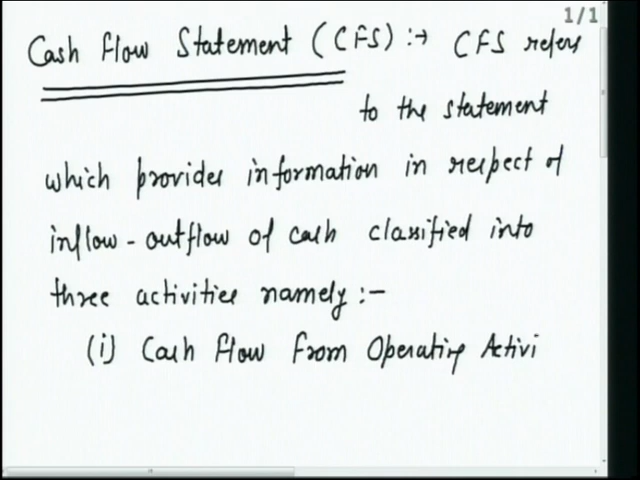 1/1
Cash Flow Statement (CFS) :→ CFS refers
to the statement
which provides information in respect of
inflow - outflow of cash classified into
three activities namely :-
(i) Cash Flow From Operating Activi